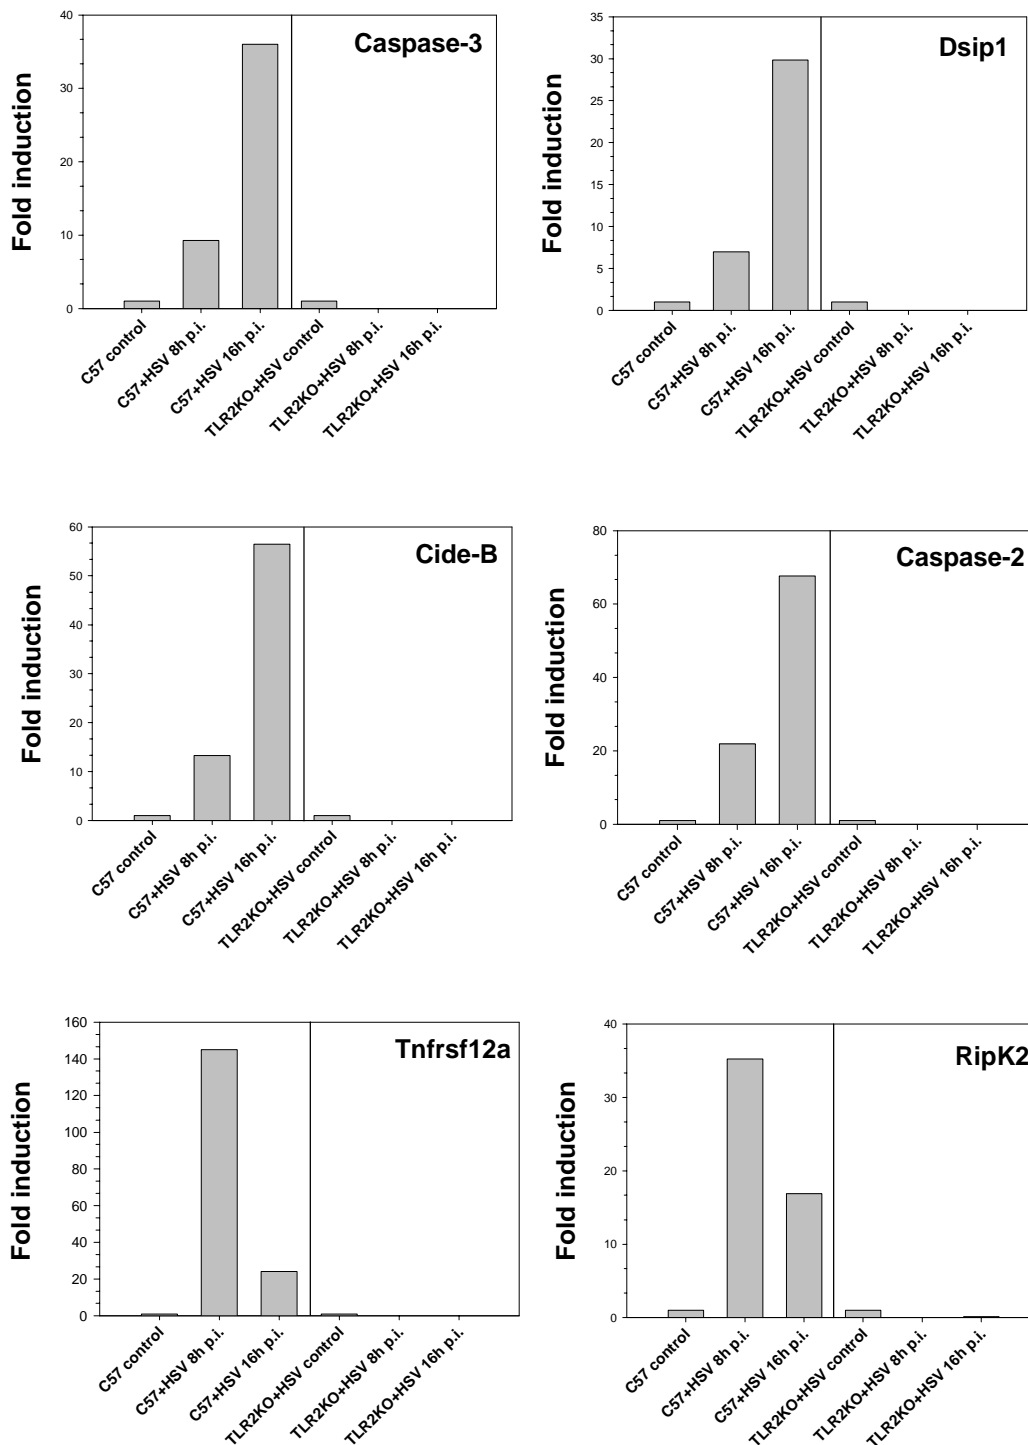 Caspase-3
Fold induction
40
30
20
10
0
C57 control
C57+HSV 8h p.i.
C57+HSV 16h p.i.
TLR2KO+HSV control
TLR2KO+HSV 8h p.i.
TLR2KO+HSV 16h p.i.
Dsip1
Fold induction
35
30
25
20
15
10
5
0
C57 control
C57+HSV 8h p.i.
C57+HSV 16h p.i.
TLR2KO+HSV control
TLR2KO+HSV 8h p.i.
TLR2KO+HSV 16h p.i.
Cide-B
Fold induction
60
50
40
30
20
10
0
C57 control
C57+HSV 8h p.i.
C57+HSV 16h p.i.
TLR2KO+HSV control
TLR2KO+HSV 8h p.i.
TLR2KO+HSV 16h p.i.
Caspase-2
Fold induction
80
60
40
20
0
C57 control
C57+HSV 8h p.i.
C57+HSV 16h p.i.
TLR2KO+HSV control
TLR2KO+HSV 8h p.i.
TLR2KO+HSV 16h p.i.
Tnfrsf12a
Fold induction
160
140
120
100
80
60
40
20
0
C57 control
C57+HSV 8h p.i.
C57+HSV 16h p.i.
TLR2KO+HSV control
TLR2KO+HSV 8h p.i.
TLR2KO+HSV 16h p.i.
RipK2
Fold induction
40
30
20
10
0
C57 control
C57+HSV 8h p.i.
C57+HSV 16h p.i.
TLR2KO+HSV control
TLR2KO+HSV 8h p.i.
TLR2KO+HSV 16h p.i.